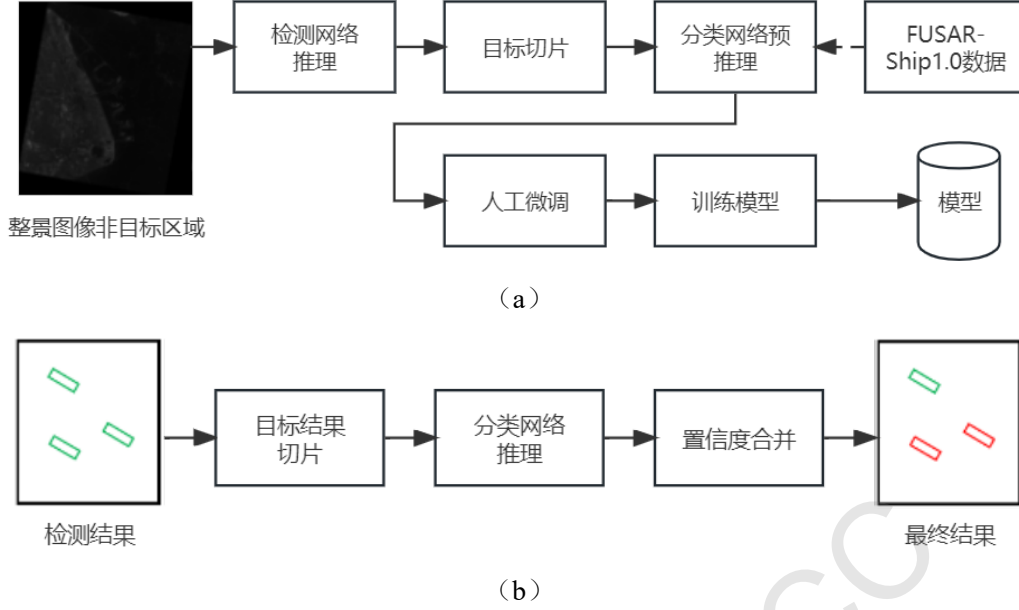 检测网络
推理
目标切片
分类网络预
推理
FUSAR-
Ship1.0数据
整景图像非目标区域
人工微调
训练模型
模型
（a）
检测结果
目标结果
切片
分类网络
推理
置信度合并
最终结果
（b）
GC